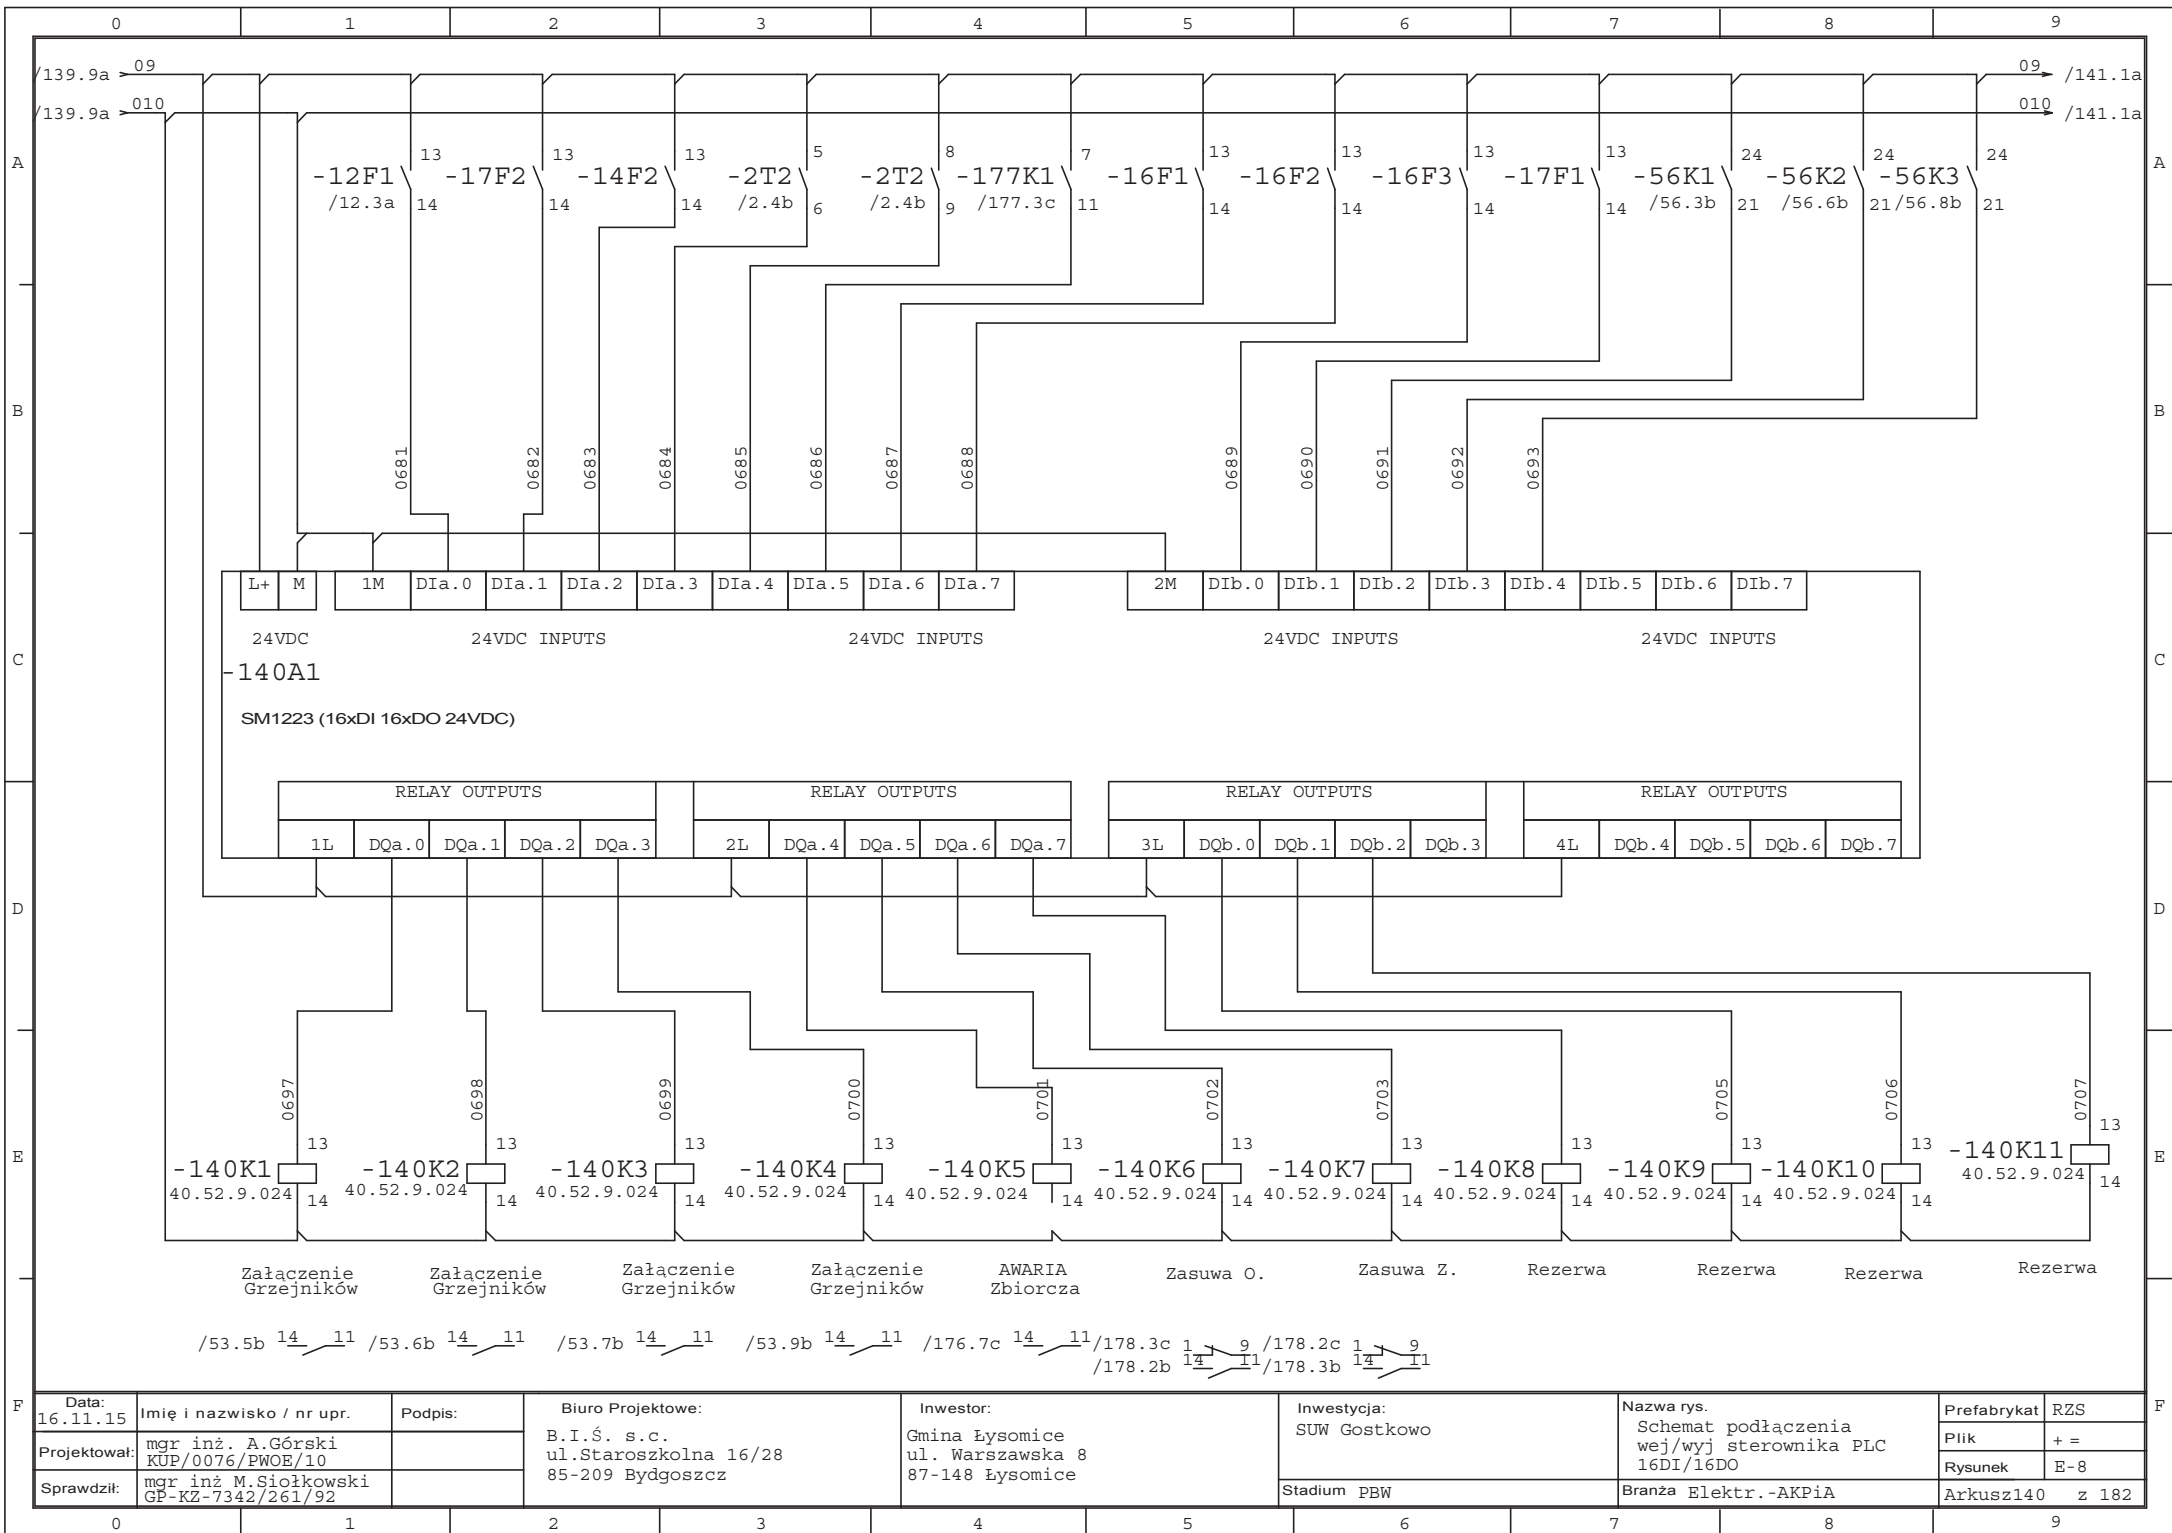 0 1 2 3 4 5 6 7 8 9
/139.9a 09 09 /141.1a
/139.9a 010 010 /141.1a
A A
13 13 13 5 8 7 13 13 13 13 24 24 24
-12F1 -17F2 -14F2 -2T2 -2T2 -177K1 -16F1 -16F2 -16F3 -17F1 -56K1 -56K2 -56K3
/12.3a /2.4b /2.4b /177.3c /56.3b /56.6b /56.8b
14 14 14 6 9 11 14 14 14 14 21 21 21
B B
0681 0682 0683 0684 0685 0686 0687 0688 0689 0690 0691 0692 0693
L+ M 1M DIa.0 DIa.1 DIa.2 DIa.3 DIa.4 DIa.5 DIa.6 DIa.7 2M DIb.0 DIb.1 DIb.2 DIb.3 DIb.4 DIb.5 DIb.6 DIb.7
24VDC 24VDC INPUTS 24VDC INPUTS 24VDC INPUTS 24VDC INPUTS
C C
-140A1
SM1223 (16xDI 16xDO 24VDC)
RELAY OUTPUTS RELAY OUTPUTS RELAY OUTPUTS RELAY OUTPUTS
1L DQa.0 DQa.1 DQa.2 DQa.3 2L DQa.4 DQa.5 DQa.6 DQa.7 3L DQb.0 DQb.1 DQb.2 DQb.3 4L DQb.4 DQb.5 DQb.6 DQb.7
D D
0697 0698 0699 0700 0701 0702 0703 0705 0706 0707
13 13 13 13 13 13 13 13 13 13 13
E E
-140K1 -140K2 -140K3 -140K4 -140K5 -140K6 -140K7 -140K8 -140K9 -140K10 -140K11
40.52.9.024 40.52.9.024 40.52.9.024 40.52.9.024 40.52.9.024 40.52.9.024 40.52.9.024 40.52.9.024 40.52.9.024 40.52.9.024 40.52.9.024
14 14 14 14 14 14 14 14 14 14 14
Załączenie Załączenie Załączenie Załączenie AWARIA Zasuwa O. Zasuwa Z. Rezerwa Rezerwa Rezerwa Rezerwa
Grzejników Grzejników Grzejników Grzejników Zbiorcza
/53.5b 14 11 /53.6b 14 11 /53.7b 14 11 /53.9b 14 11 /176.7c 14 11 /178.3c 1 9 /178.2c 1 9
/178.2b 14 11 /178.3b 14 11
F F
Data:
16.11.15
Imię i nazwisko / nr upr.
Podpis:
Projektował:
mgr inż. A.Górski
KUP/0076/PWOE/10
Sprawdził:
mgr inż M.Siołkowski
GP-KZ-7342/261/92
Biuro Projektowe:
B.I.Ś. s.c.
ul.Staroszkolna 16/28
85-209 Bydgoszcz
Inwestor:
Gmina Łysomice
ul. Warszawska 8
87-148 Łysomice
Inwestycja:
SUW Gostkowo
Stadium PBW
Nazwa rys.
Schemat podłączenia
wej/wyj sterownika PLC
16DI/16DO
Branża Elektr.-AKPiA
Prefabrykat RZS
Plik + =
Rysunek E-8
Arkusz140 z 182
0 1 2 3 4 5 6 7 8 9